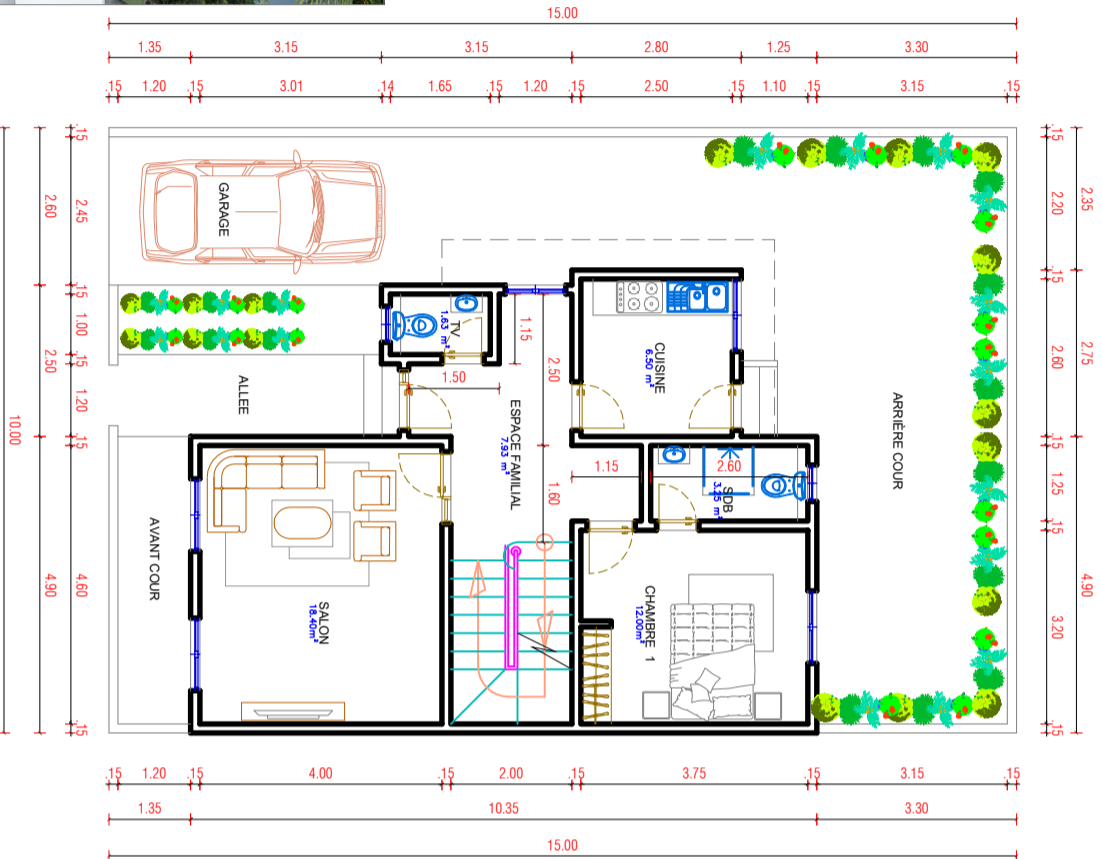 15.00
1.35 3.15 3.15 2.80 1.25 3.30
.15 1.20 .15 3.01 .14 1.65 .15 1.20 .15 2.50 .15 1.10 .15 3.15 .15
10.00
2.60 2.50 4.90
.15 2.45 .15 1.00 .15 1.20 .15 4.60 .15
GARAGE
ALLEE
AVANT COUR
TV
1.63 m²
1.15
1.50
2.50
ESPACE FAMILIAL
7.93 m²
1.60
CUISINE
6.50 m²
1.15 2.60
SDB
3.25 m²
SALON
18.40m²
CHAMBRE 1
12.00m²
ARRIÈRE COUR
.15 2.20 .15 2.60 .15 1.25 .15 3.20 .15
2.35 2.75 4.90
.15 1.20 .15 4.00 .15 2.00 .15 3.75 .15 3.15 .15
1.35 10.35 3.30
15.00